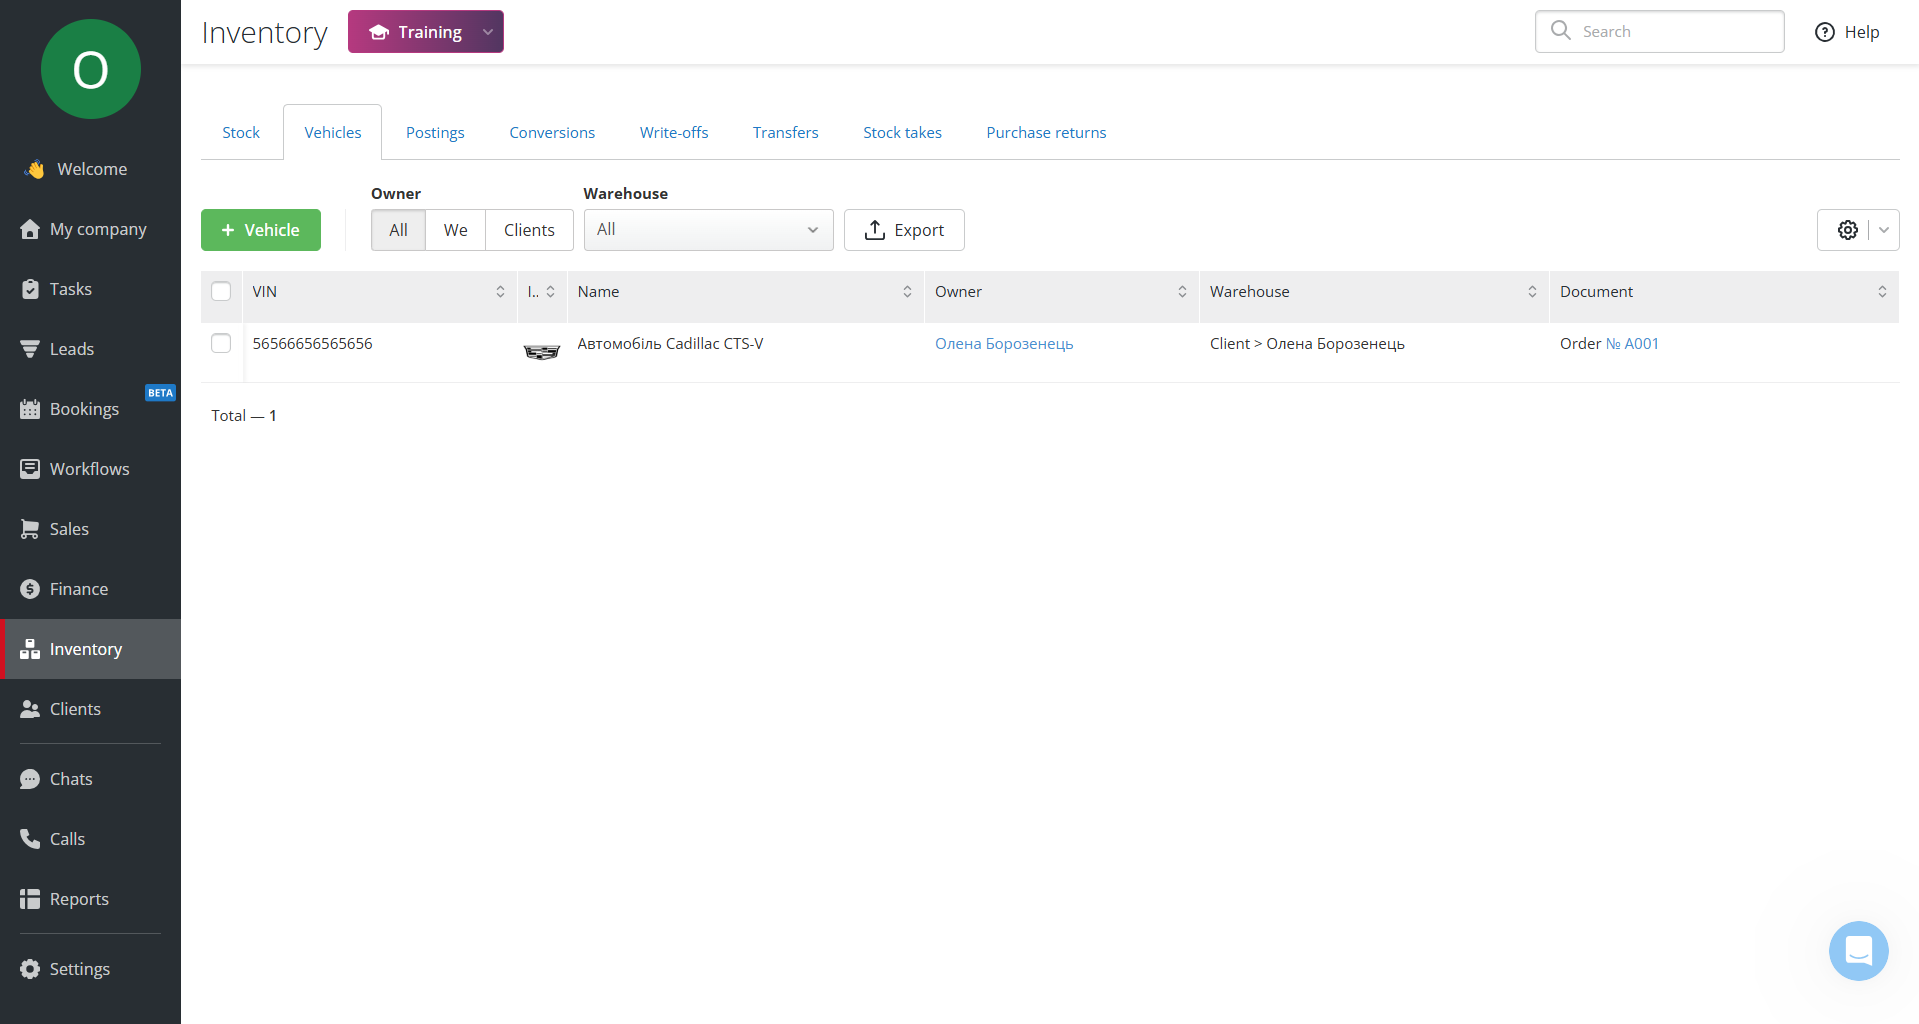 O
Inventory
Training
Search
Help
Welcome
My company
Tasks
Leads
Bookings
BETA
Workflows
Sales
Finance
Inventory
Clients
Chats
Calls
Reports
Settings
Stock Vehicles Postings Conversions Write-offs Transfers Stock takes Purchase returns
Owner Warehouse
+ Vehicle All We Clients All Export
VIN I.. Name Owner Warehouse Document
56566656565656 Автомобіль Cadillac CTS-V Олена Борозенець Client > Олена Борозенець Order № A001
Total — 1